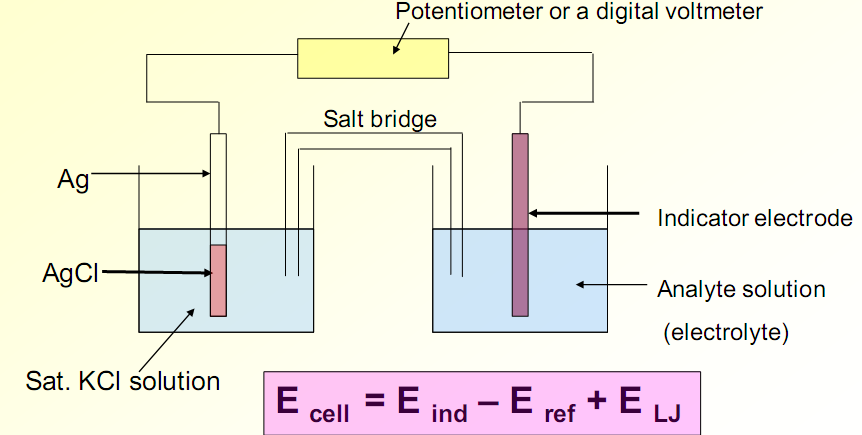 Potentiometer or a digital voltmeter
Salt bridge
Ag
Indicator electrode
AgCl
Analyte solution
(electrolyte)
Sat. KCl solution
E cell = E ind – E ref + E LJ